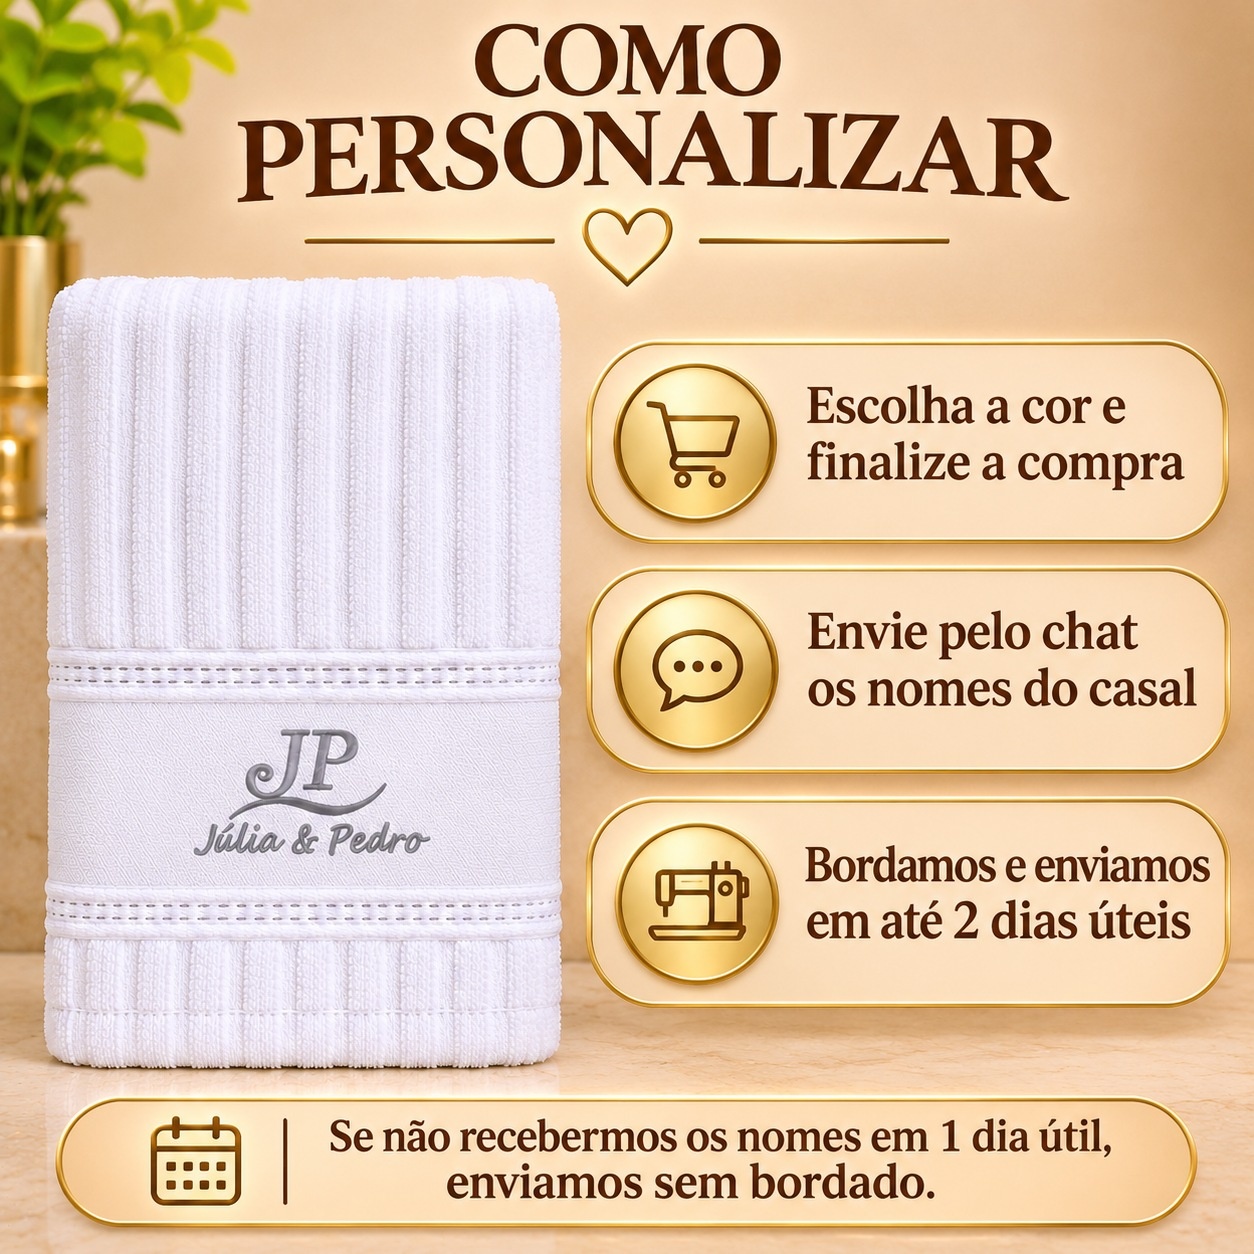 COMO
PERSONALIZAR
Escolha a cor e
finalize a compra
Envie pelo chat
os nomes do casal
JP
Júlia & Pedro
Bordamos e enviamos
em até 2 dias úteis
Se não recebermos os nomes em 1 dia útil,
enviamos sem bordado.